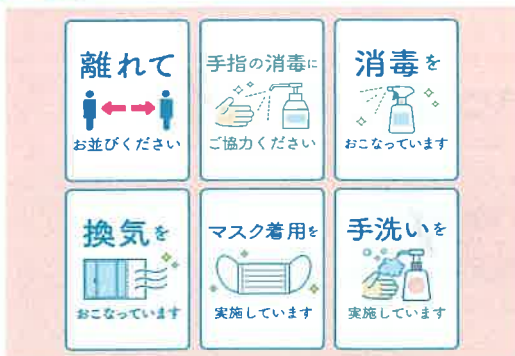 離れて
お並びください
手指の消毒に
ご協力ください
消毒を
おこなっています
換気を
おこなっています
マスク着用を
実施しています
手洗いを
実施しています